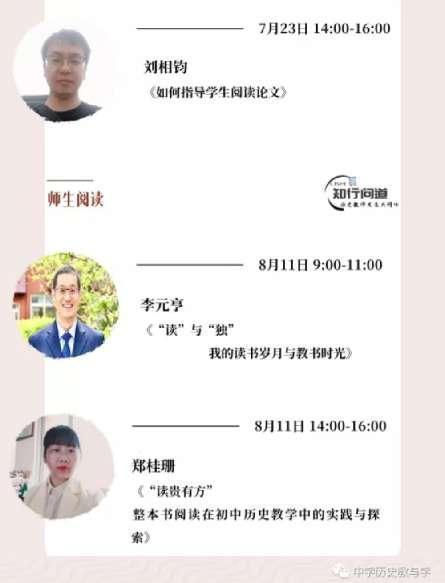 7月23日 14:00-16:00
刘相钧
《如何指导学生阅读论文》
师生阅读
知行问道
8月11日 9:00-11:00
李元亨
《“读”与“独”
我的读书岁月与教书时光》
8月11日 14:00-16:00
郑桂珊
《“读贵有方”
整本书阅读在初中历史教学中的实践与探
索》
中学历史教与学